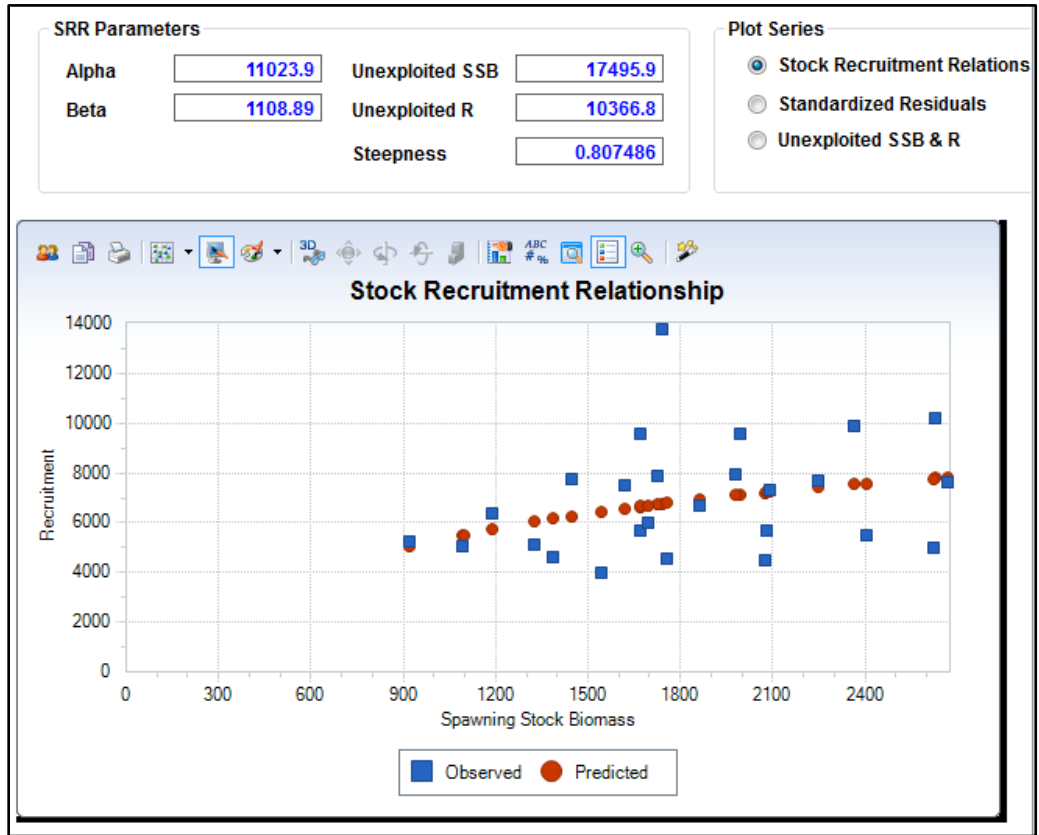 SRR Parameters
Alpha 11023.9 Unexploited SSB 17495.9
Beta 1108.89 Unexploited R 10366.8
Steepness 0.807486
Plot Series
Stock Recruitment Relations
Standardized Residuals
Unexploited SSB & R
3D
ABC
# %
Stock Recruitment Relationship
14000
12000
10000
8000
6000
4000
2000
0
Recruitment
0 300 600 900 1200 1500 1800 2100 2400
Spawning Stock Biomass
Observed Predicted